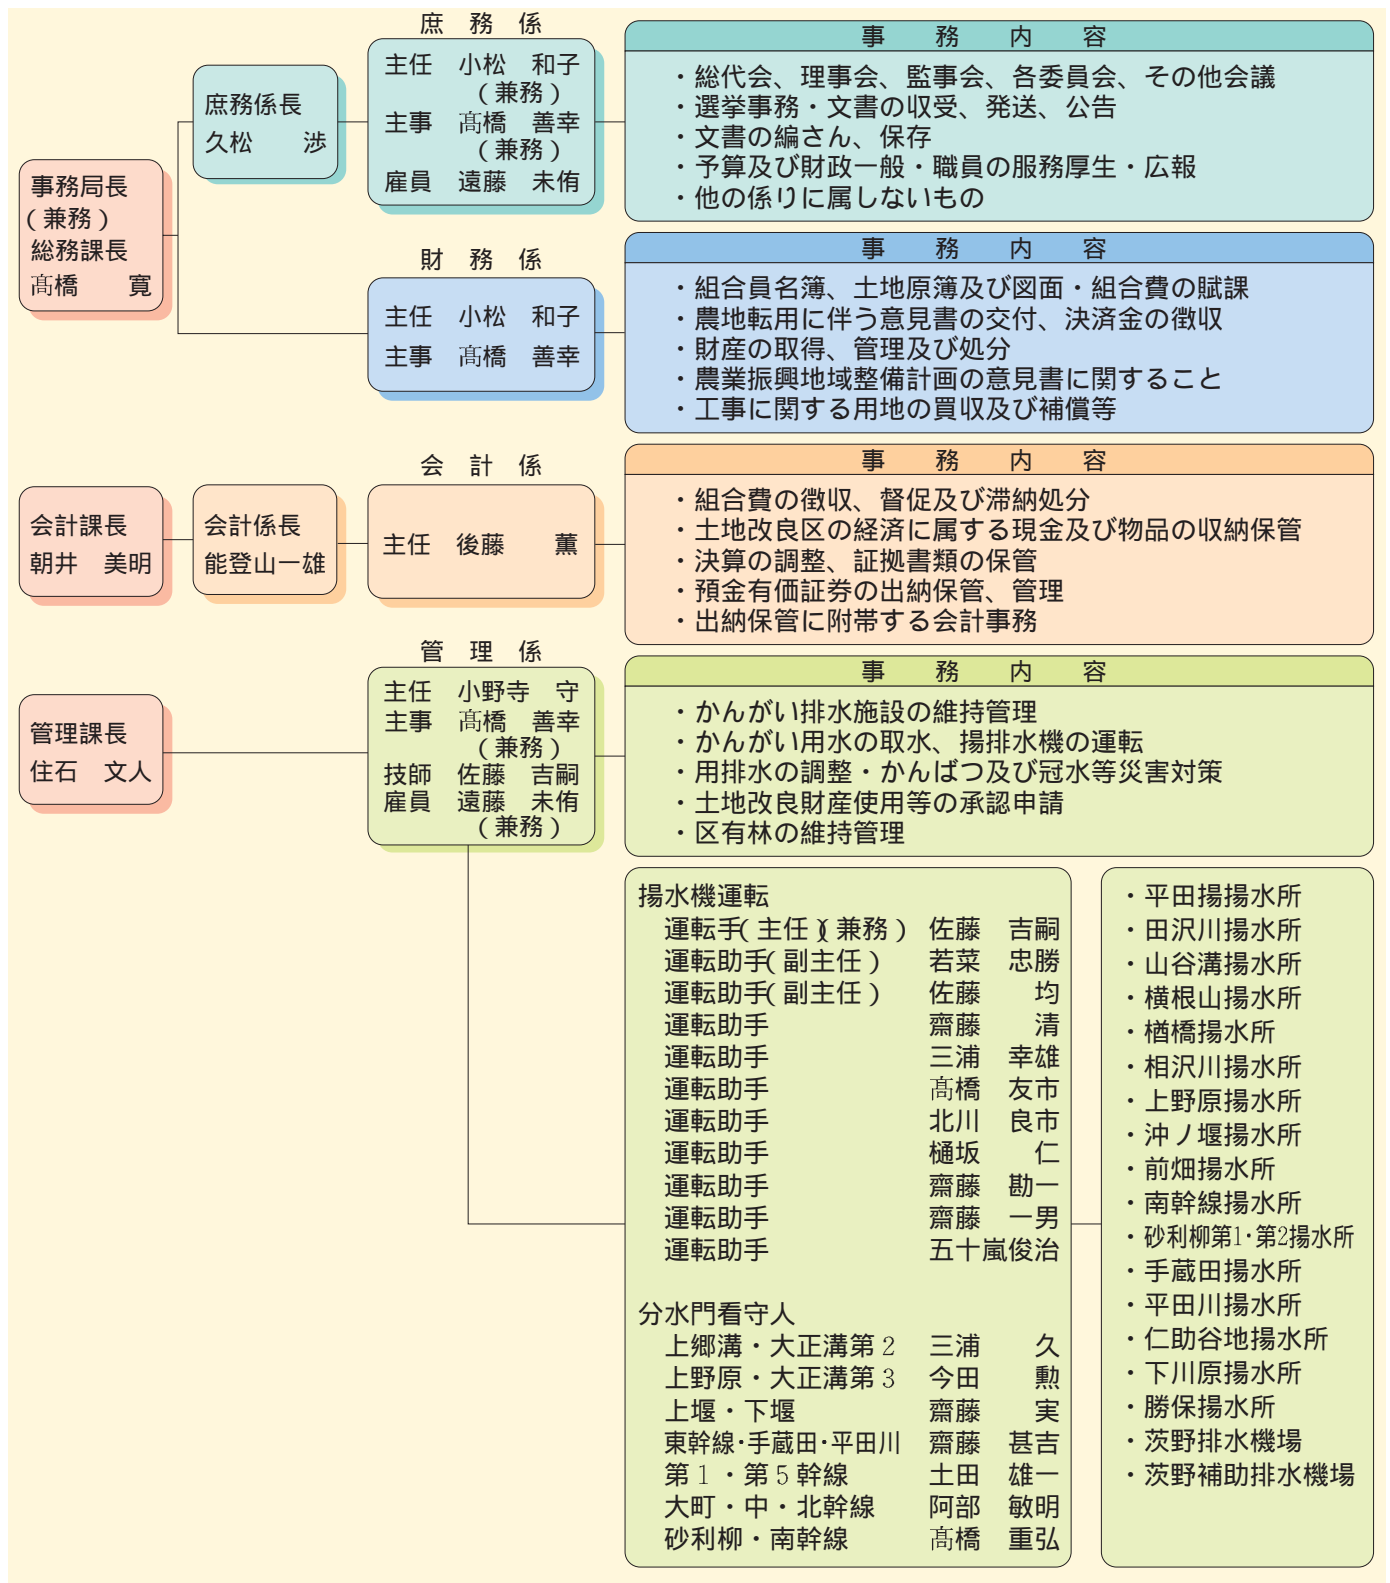 事務局長
(兼務)
総務課長
髙橋　寛
庶務係長
久松　渉
庶　務　係
主任　小松　和子
(兼務)
主事　髙橋　善幸
(兼務)
雇員　遠藤　未侑
事　務　内　容
・総代会、理事会、監事会、各委員会、その他会議
・選挙事務・文書の収受、発送、公告
・文書の編さん、保存
・予算及び財政一般・職員の服務厚生・広報
・他の係りに属しないもの
財　務　係
主任　小松　和子
主事　髙橋　善幸
事　務　内　容
・組合員名簿、土地原簿及び図面・組合費の賦課
・農地転用に伴う意見書の交付、決済金の徴収
・財産の取得、管理及び処分
・農業振興地域整備計画の意見書に関すること
・工事に関する用地の買収及び補償等
会計課長
朝井　美明
会計係長
能登山一雄
会　計　係
主任　後藤　薫
事　務　内　容
・組合費の徴収、督促及び滞納処分
・土地改良区の経済に属する現金及び物品の収納保管
・決算の調整、証拠書類の保管
・預金有価証券の出納保管、管理
・出納保管に附帯する会計事務
管理課長
住石　文人
管　理　係
主任　小野寺　守
主事　髙橋　善幸
(兼務)
技師　佐藤　吉嗣
雇員　遠藤　未侑
(兼務)
事　務　内　容
・かんがい排水施設の維持管理
・かんがい用水の取水、揚排水機の運転
・用排水の調整・かんばつ及び冠水等災害対策
・土地改良財産使用等の承認申請
・区有林の維持管理
揚水機運転
運転手(主任)(兼務)　佐藤　吉嗣
運転助手(副主任)　若菜　忠勝
運転助手(副主任)　佐藤　均
運転助手　齋藤　清
運転助手　三浦　幸雄
運転助手　髙橋　友市
運転助手　北川　良市
運転助手　樋坂　仁
運転助手　齋藤　勘一
運転助手　齋藤　一男
運転助手　五十嵐俊治
分水門看守人
上郷溝・大正溝第2　三浦　久
上野原・大正溝第3　今田　勲
上堰・下堰　齋藤　実
東幹線・手蔵田・平田川　齋藤　甚吉
第1・第5幹線　土田　雄一
大町・中・北幹線　阿部　敏明
砂利柳・南幹線　髙橋　重弘
・平田揚揚水所
・田沢川揚水所
・山谷溝揚水所
・横根山揚水所
・楢橋揚水所
・相沢川揚水所
・上野原揚水所
・沖ノ堰揚水所
・前畑揚水所
・南幹線揚水所
・砂利柳第1・第2揚水所
・手蔵田揚水所
・平田川揚水所
・仁助谷地揚水所
・下川原揚水所
・勝保揚水所
・茨野排水機場
・茨野補助排水機場